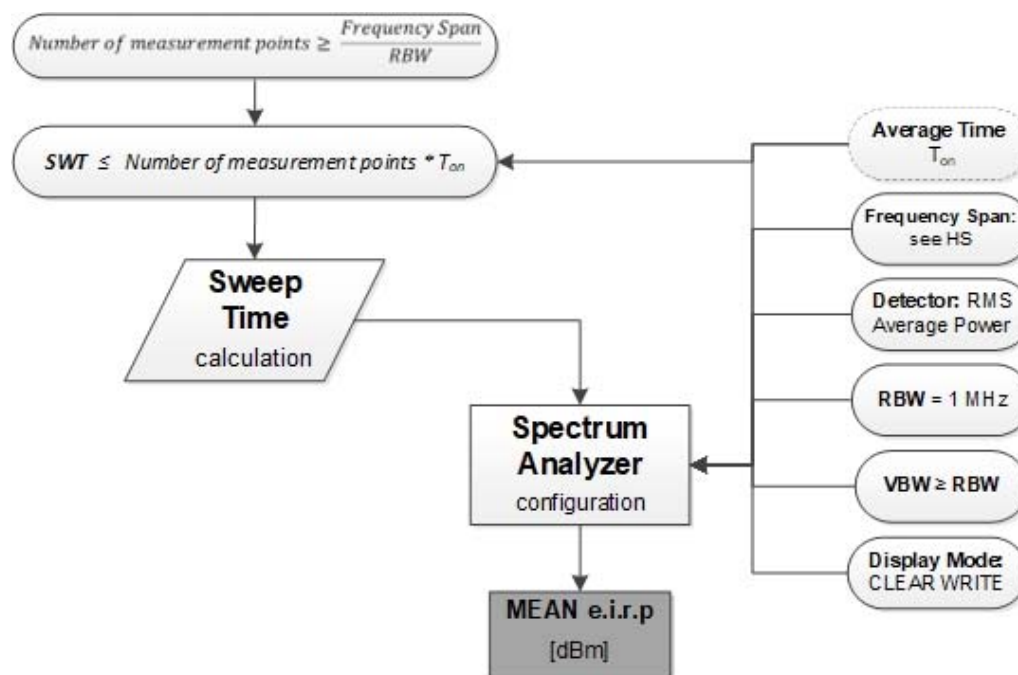 Number of measurement points ≥ Frequency Span
RBW
SWT ≤ Number of measurement points * Ton
Sweep
Time
calculation
Spectrum
Analyzer
configuration
MEAN e.i.r.p
[dBm]
Average Time
Ton
Frequency Span:
see HS
Detector: RMS
Average Power
RBW = 1 MHz
VBW ≥ RBW
Display Mode:
CLEAR WRITE